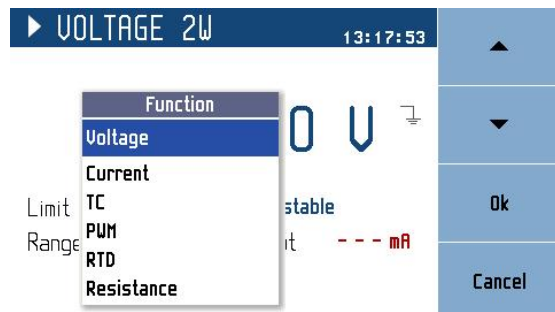 VOLTAGE 2W 13:17:53
Function
0 V
Voltage
Current
Limit TC stable
PWM
Range --- mA
RTD
Resistance
Ok
Cancel